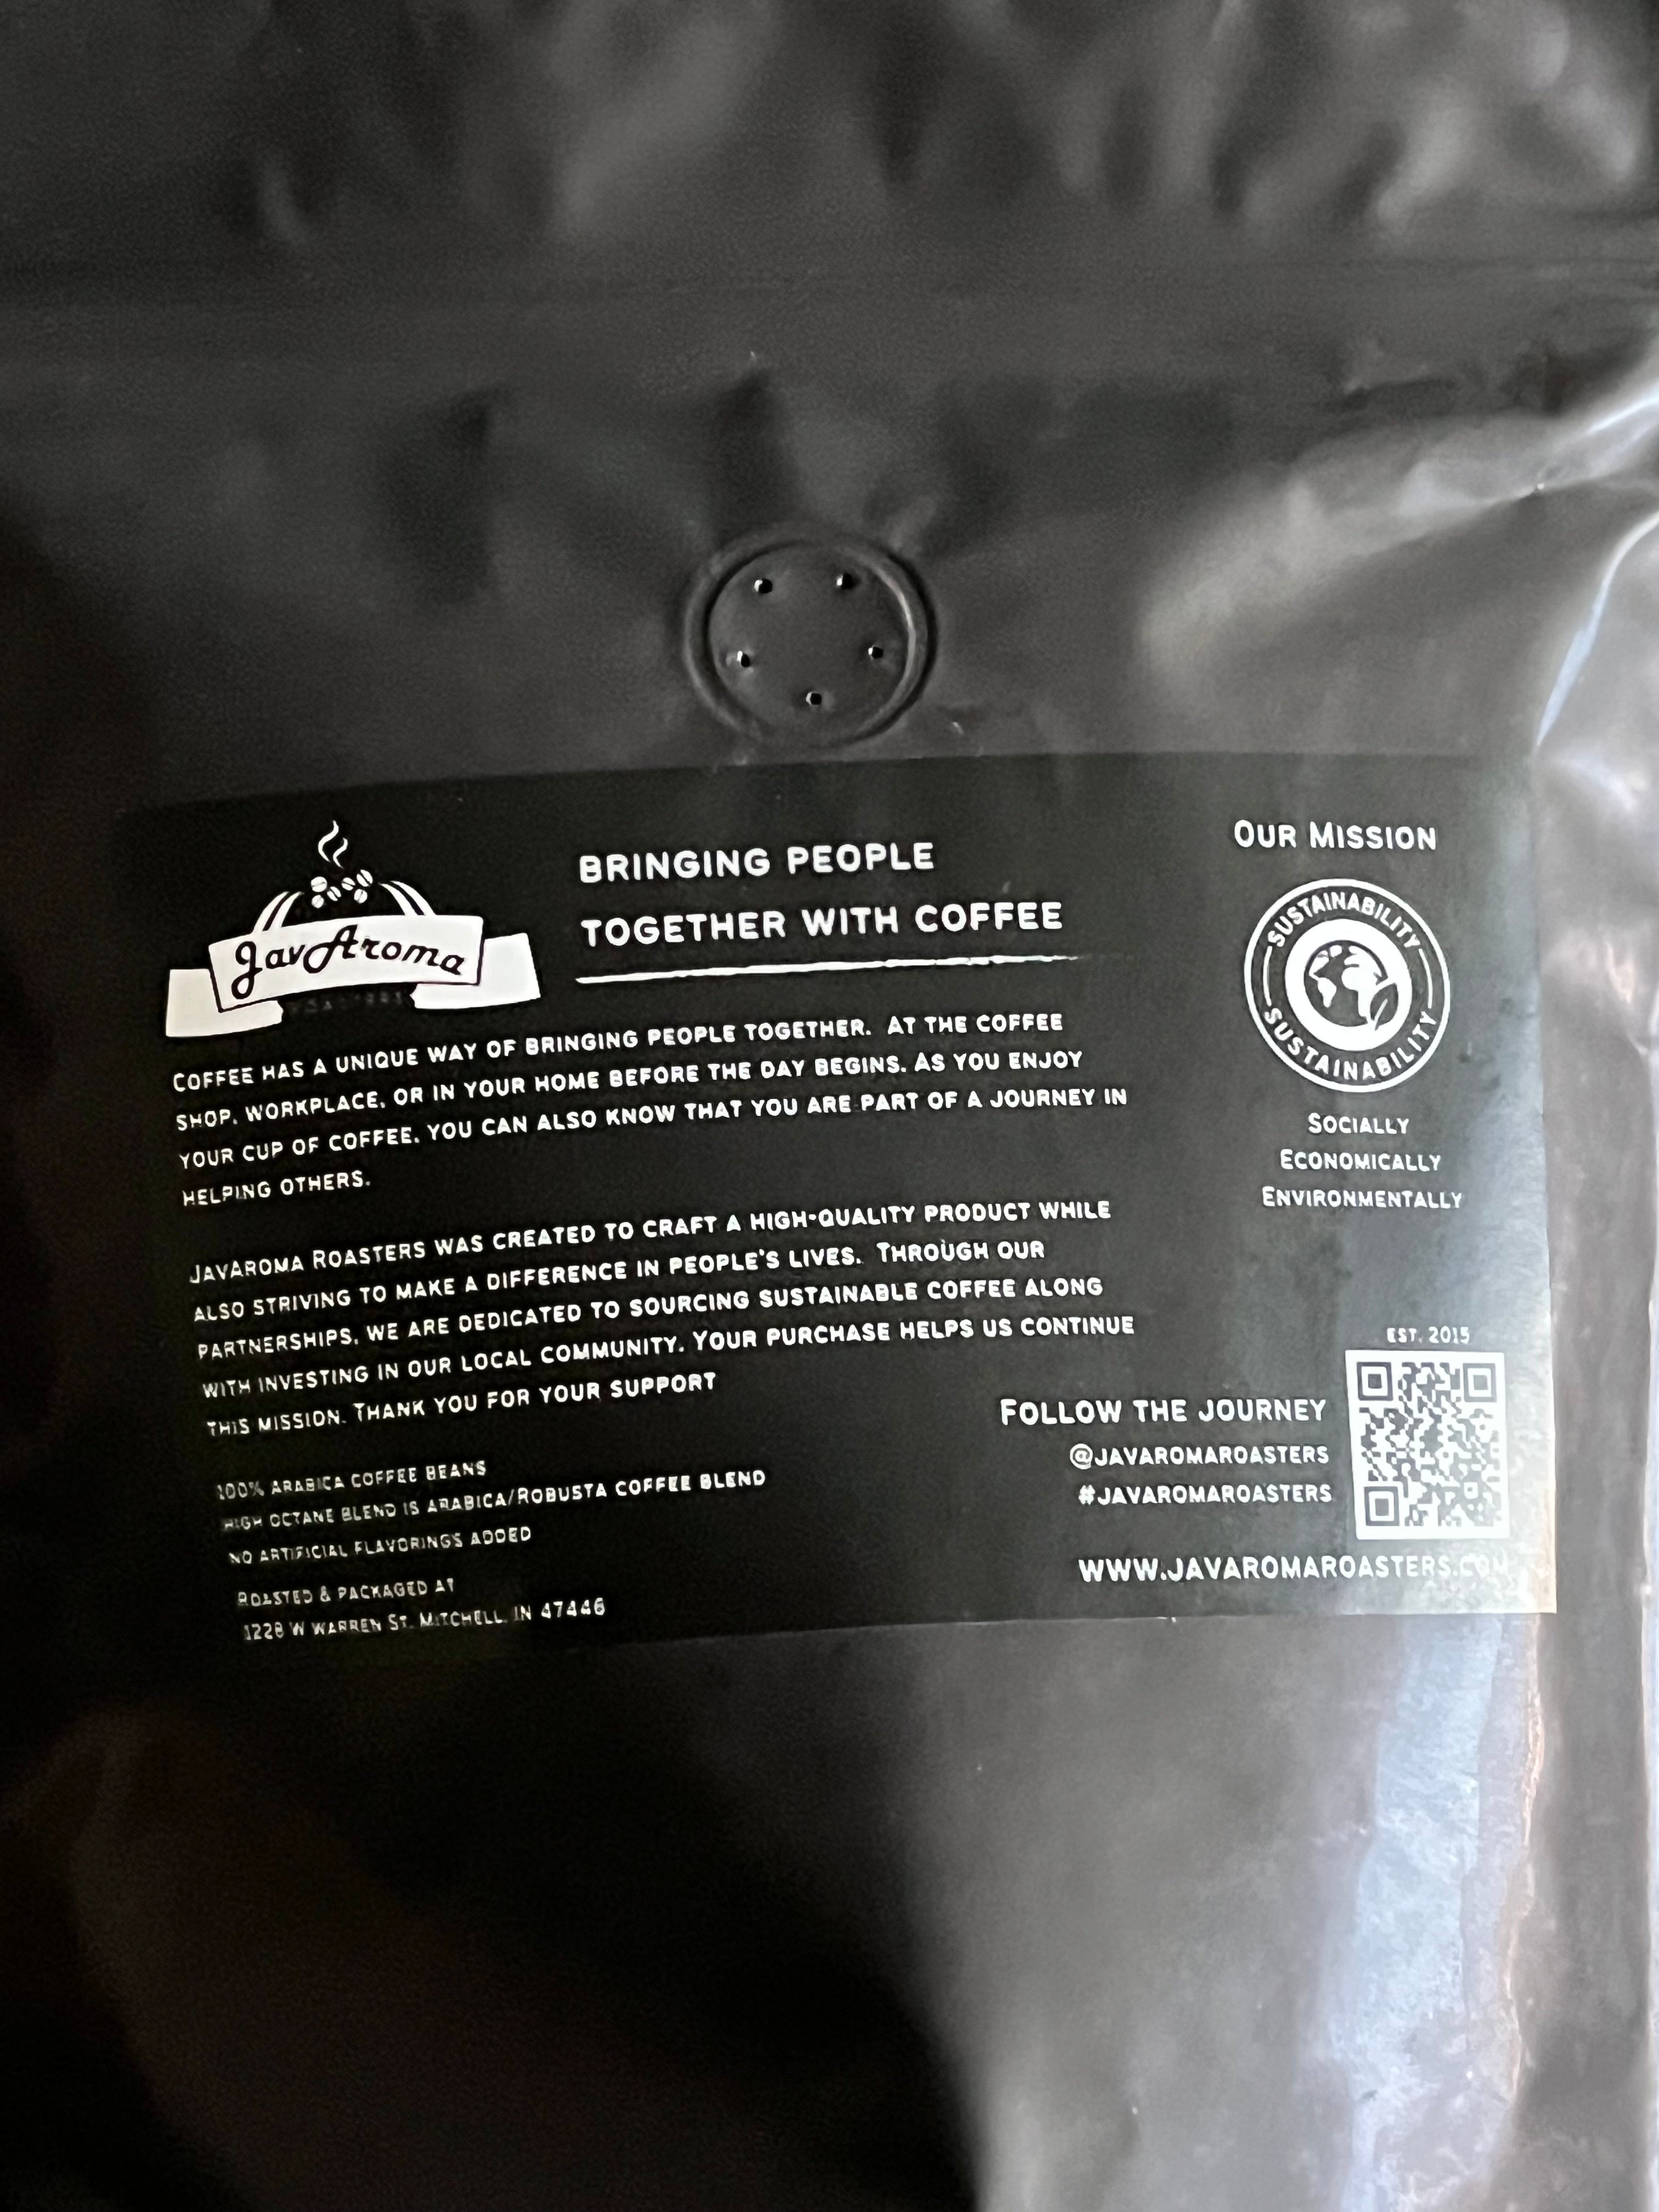 JavAroma
ROASTERS
BRINGING PEOPLE
TOGETHER WITH COFFEE
COFFEE HAS A UNIQUE WAY OF BRINGING PEOPLE TOGETHER. AT THE COFFEE
SHOP, WORKPLACE, OR IN YOUR HOME BEFORE THE DAY BEGINS. AS YOU ENJOY
YOUR CUP OF COFFEE, YOU CAN ALSO KNOW THAT YOU ARE PART OF A JOURNEY IN
HELPING OTHERS.
JAVAROMA ROASTERS WAS CREATED TO CRAFT A HIGH-QUALITY PRODUCT WHILE
ALSO STRIVING TO MAKE A DIFFERENCE IN PEOPLE'S LIVES. THROUGH OUR
PARTNERSHIPS, WE ARE DEDICATED TO SOURCING SUSTAINABLE COFFEE ALONG
WITH INVESTING IN OUR LOCAL COMMUNITY. YOUR PURCHASE HELPS US CONTINUE
THIS MISSION. THANK YOU FOR YOUR SUPPORT
100% ARABICA COFFEE BEANS
HIGH OCTANE BLEND IS ARABICA/ROBUSTA COFFEE BLEND
NO ARTIFICIAL FLAVORINGS ADDED
ROASTED & PACKAGED AT
1228 W WARREN ST. MITCHELL, IN 47446
OUR MISSION
SUSTAINABILITY
SUSTAINABILITY
SOCIALLY
ECONOMICALLY
ENVIRONMENTALLY
EST. 2015
FOLLOW THE JOURNEY
@JAVAROMAROASTERS
#JAVAROMAROASTERS
WWW.JAVAROMAROASTERS.COM